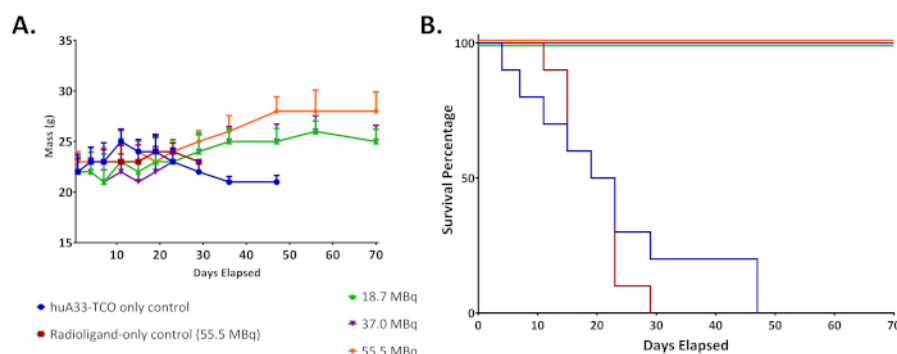 A.
35
30
25
20
15
Mass (g)
10 20 30 40 50 60 70
Days Elapsed
huA33-TCO only control
Radioligand-only control (55.5 MBq)
18.7 MBq
37.0 MBq
55.5 MBq
B.
100
50
0
Survival Percentage
0 10 20 30 40 50 60 70
Days Elapsed